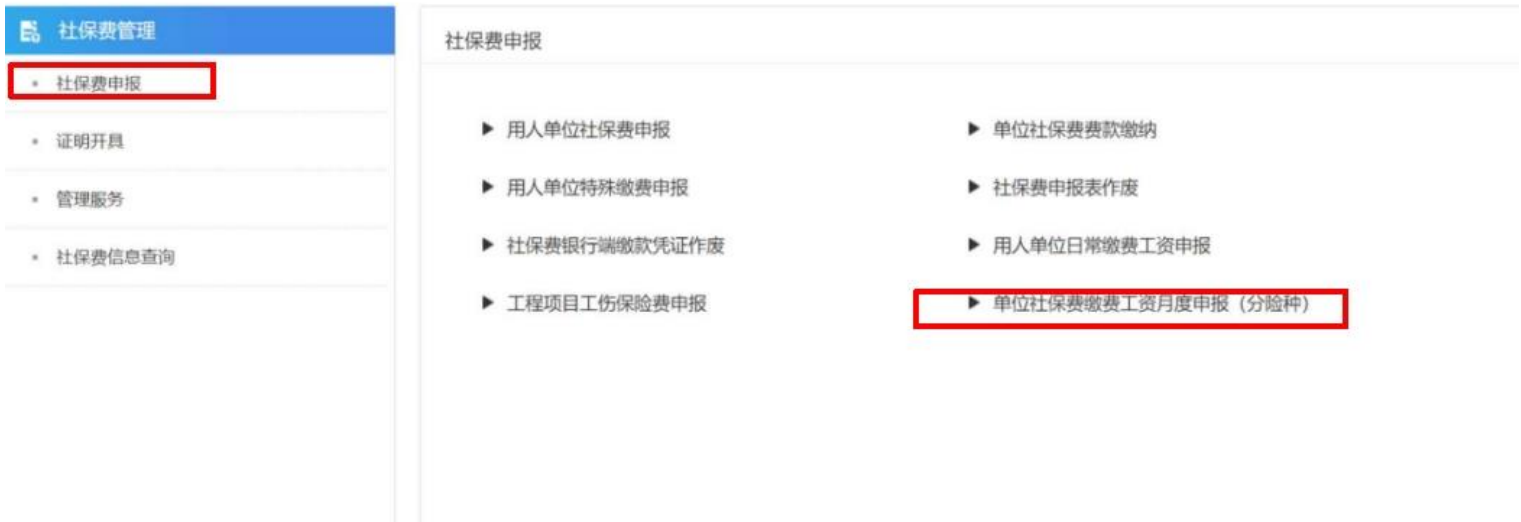 社保费管理
社保费申报
证明开具
管理服务
社保费信息查询
社保费申报
用人单位社保费申报
单位社保费费款缴纳
用人单位特殊缴费申报
社保费申报表作废
社保费银行端缴款凭证作废
用人单位日常缴费工资申报
工程项目工伤保险费申报
单位社保费缴费工资月度申报（分险种）